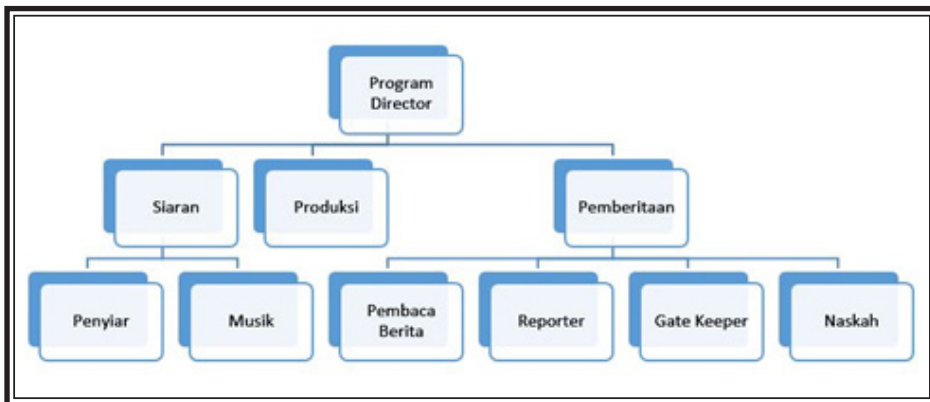 Program
Director
Siaran
Produksi
Pemberitaan
Penyiar
Musik
Pembaca
Berita
Reporter
Gate Keeper
Naskah